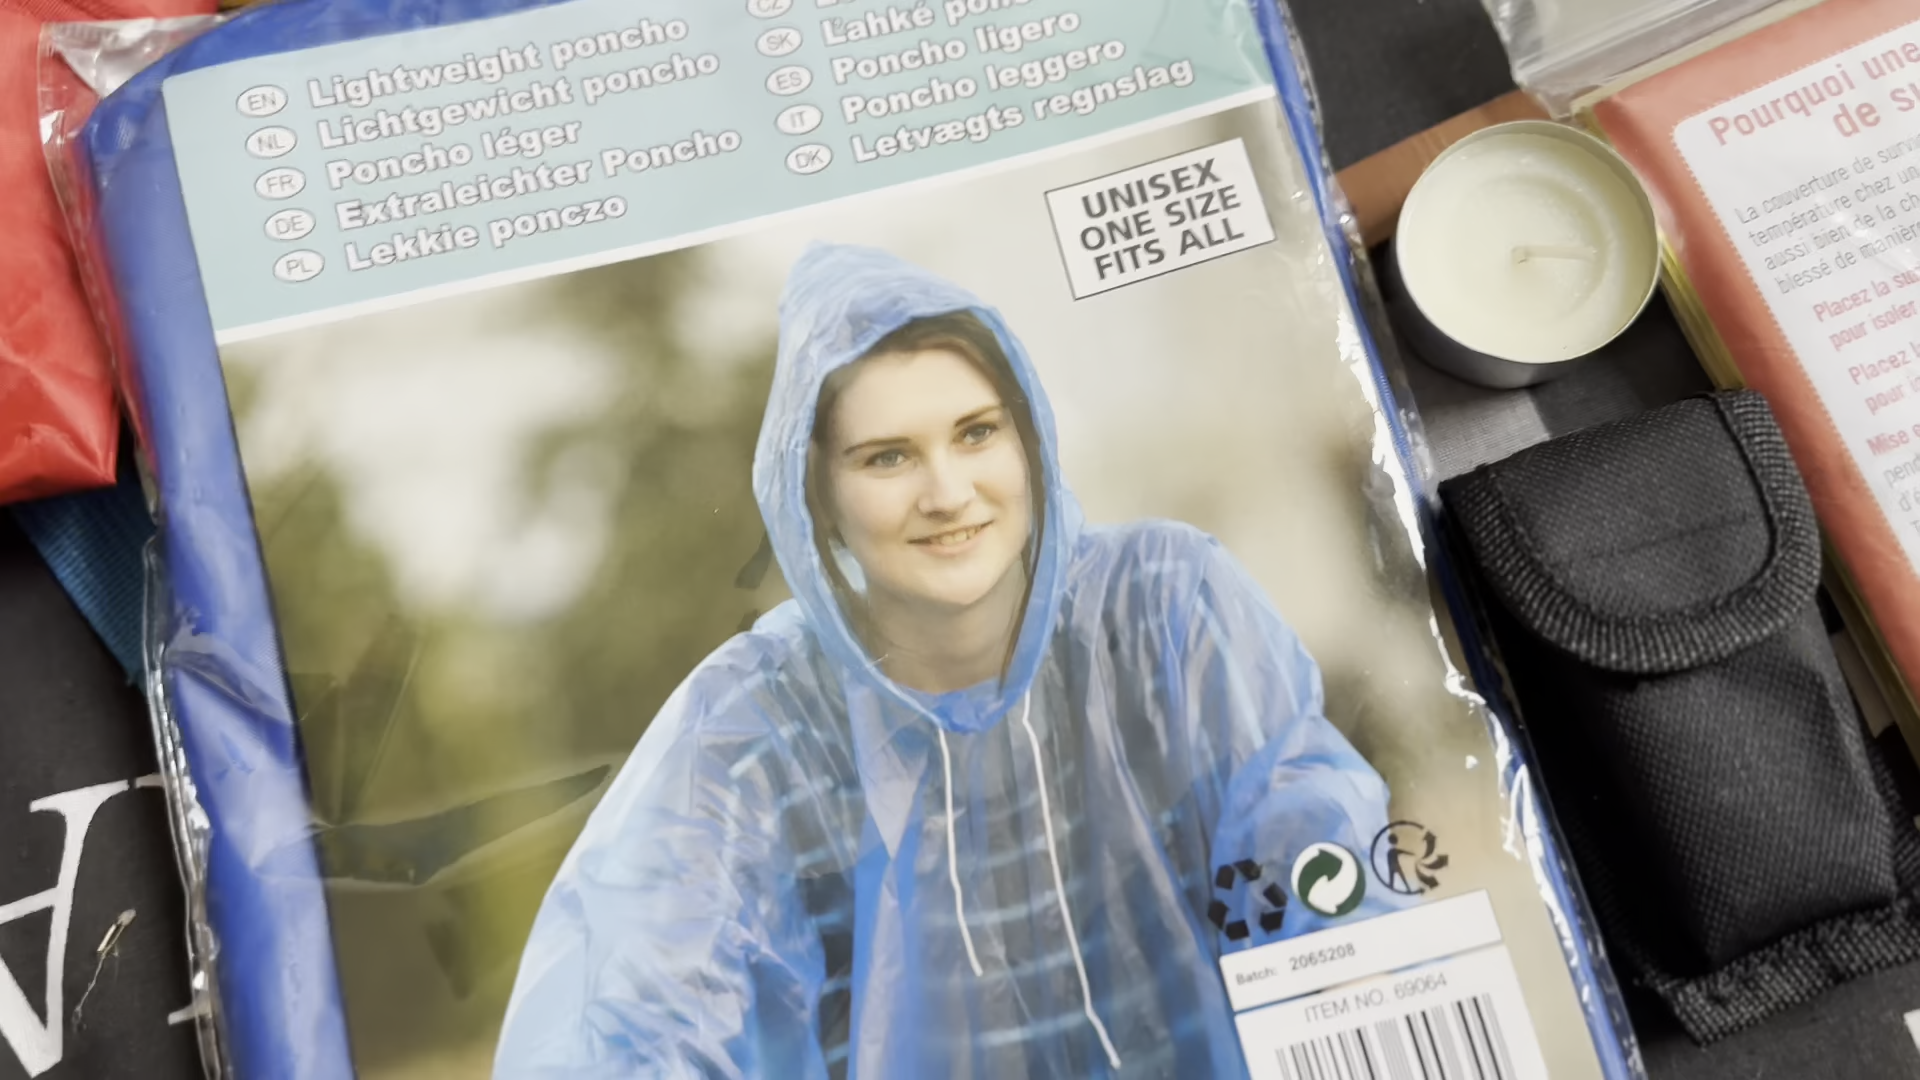 EN Lightweight poncho
NL Lichtgewicht poncho
FR Poncho léger
DE Extraleichter Poncho
PL Lekkie ponczo
CZ
SK Ľahké
ES Poncho ligero
IT Poncho leggero
DK Letvægts regnslag
UNISEX
ONE SIZE
FITS ALL
Batch: 2065208
ITEM NO. 69064
Pourquoi une
de
La couverture de
température chez un
aussi bien de la
blessé de
Placez la
pour isoler
Placez
pour
Mise